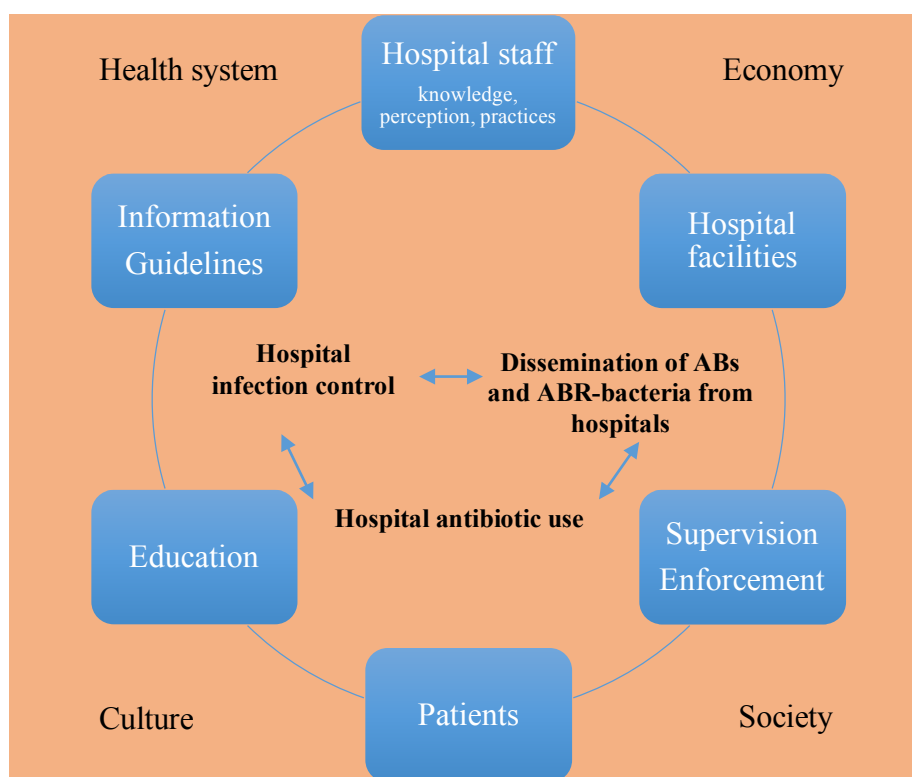 Health system
Hospital staff
knowledge,
perception, practices
Economy
Information
Guidelines
Hospital
facilities
Hospital
infection control
Dissemination of ABs
and ABR-bacteria from
hospitals
Hospital antibiotic use
Education
Supervision
Enforcement
Culture
Patients
Society